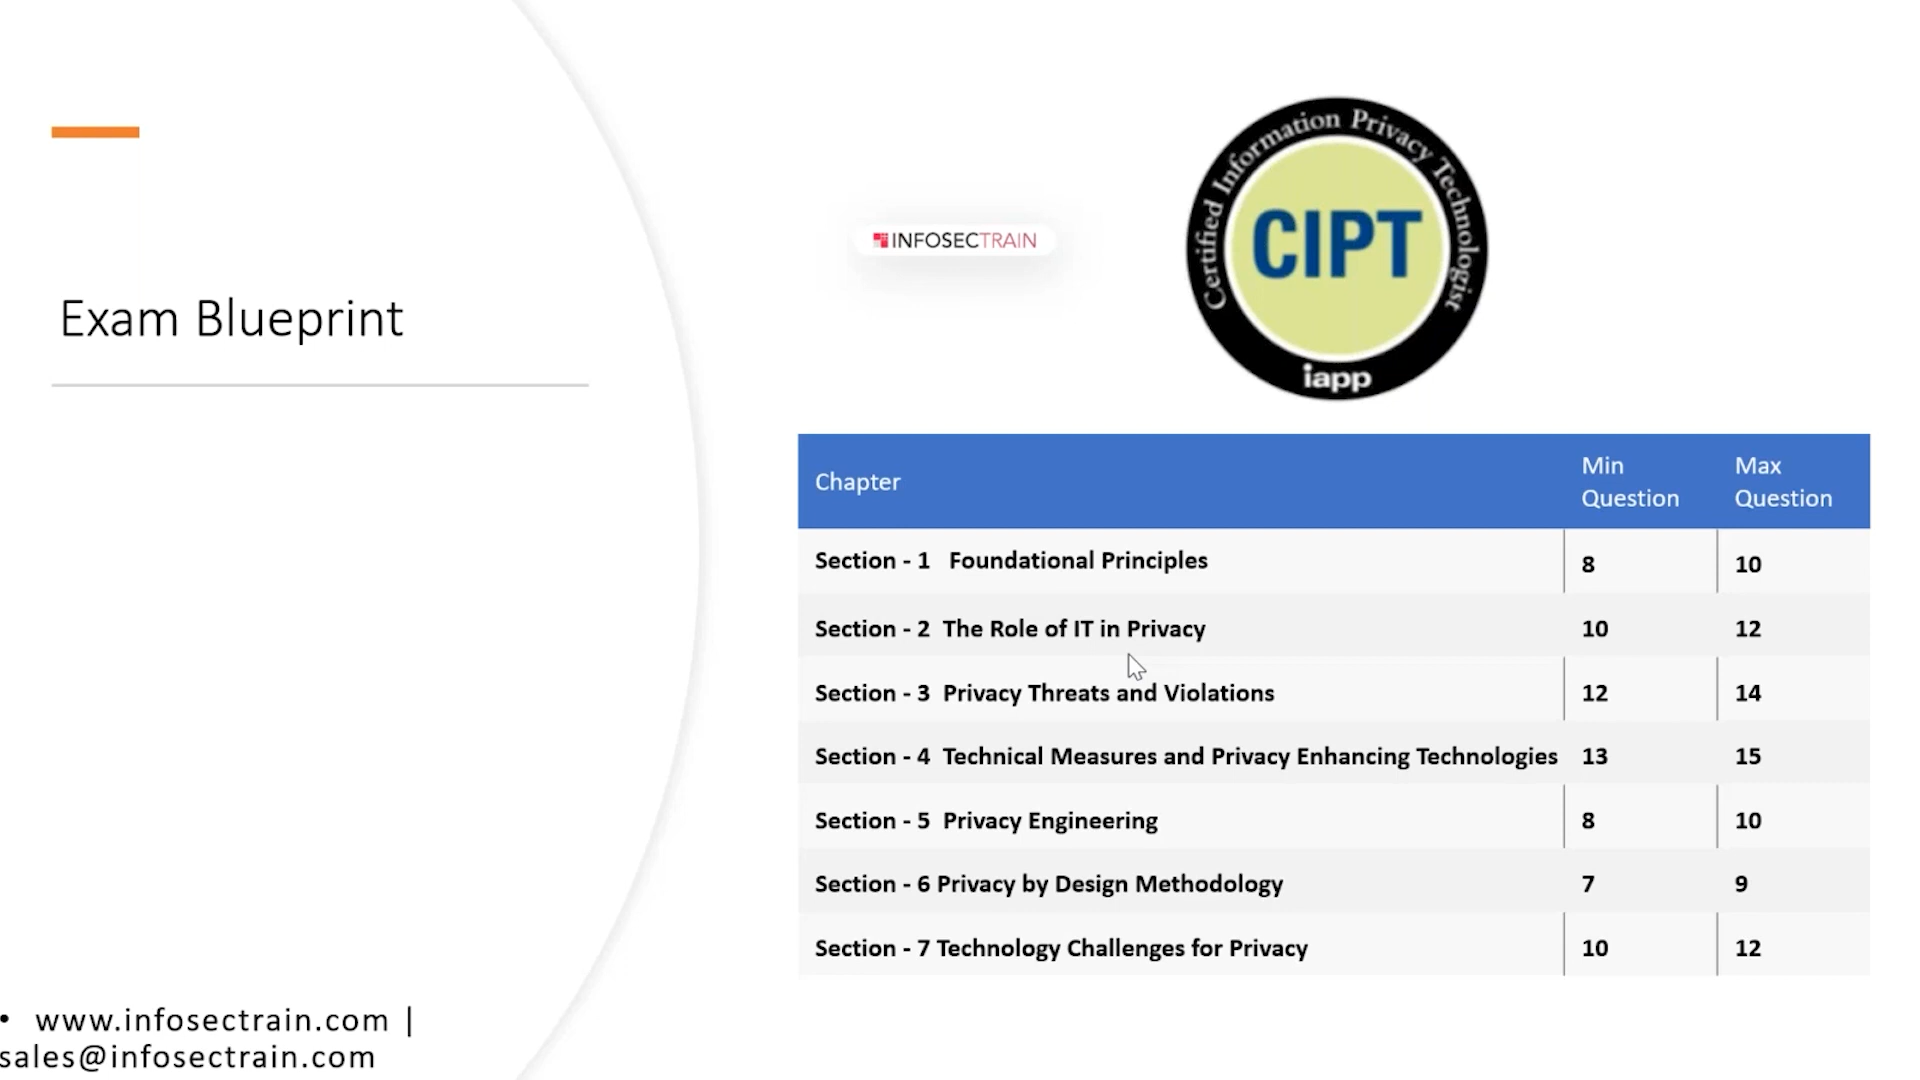 Exam Blueprint
INFOSECTRAIN
Certified Information Privacy Technologist
CIPT
iapp
Chapter Min Question Max Question
Section - 1 Foundational Principles 8 10
Section - 2 The Role of IT in Privacy 10 12
Section - 3 Privacy Threats and Violations 12 14
Section - 4 Technical Measures and Privacy Enhancing Technologies 13 15
Section - 5 Privacy Engineering 8 10
Section - 6 Privacy by Design Methodology 7 9
Section - 7 Technology Challenges for Privacy 10 12
• www.infosectrain.com |
sales@infosectrain.com